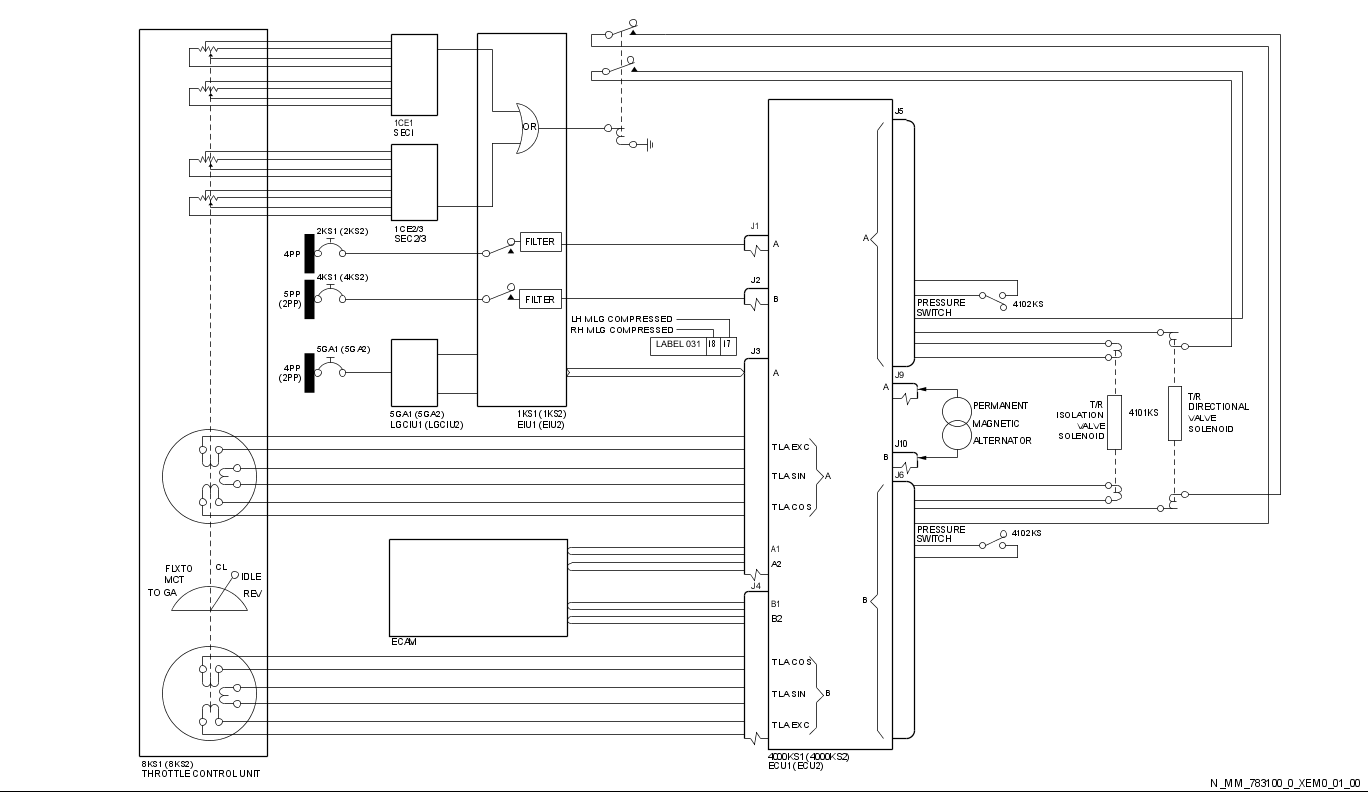 1CE1
SEC1
OR
1CE2/3
SEC2/3
2KS1 (2KS2)
4PP
FILTER
4KS1 (4KS2)
5PP
(2PP)
FILTER
LH MLG COMPRESSED
RH MLG COMPRESSED
LABEL 031 18 17
5GA1 (5GA2)
4PP
(2PP)
5GA1 (5GA2)
LGCIU1 (LGCIU2)
1KS1 (1KS2)
EIU1 (EIU2)
J1
A
J2
B
J3
A
TLA EXC
TLA SIN
A
TLA COS
A1
A2
J4
B1
B2
TLA COS
TLA SIN
B
TLA EXC
J5
A
PRESSURE
SWITCH
4102KS
J9
A
J10
B
J6
PERMANENT
MAGNETIC
ALTERNATOR
T/R
ISOLATION
VALVE
SOLENOID
4101KS
T/R
DIRECTIONAL
VALVE
SOLENOID
PRESSURE
SWITCH
4102KS
B
ECAM
FLXTO
MCT
CL
IDLE
TO GA
REV
8KS1 (8KS2)
THROTTLE CONTROL UNIT
4000KS1 (4000KS2)
ECU1 (ECU2)
N_MM_783100_0_XEM0_01_00